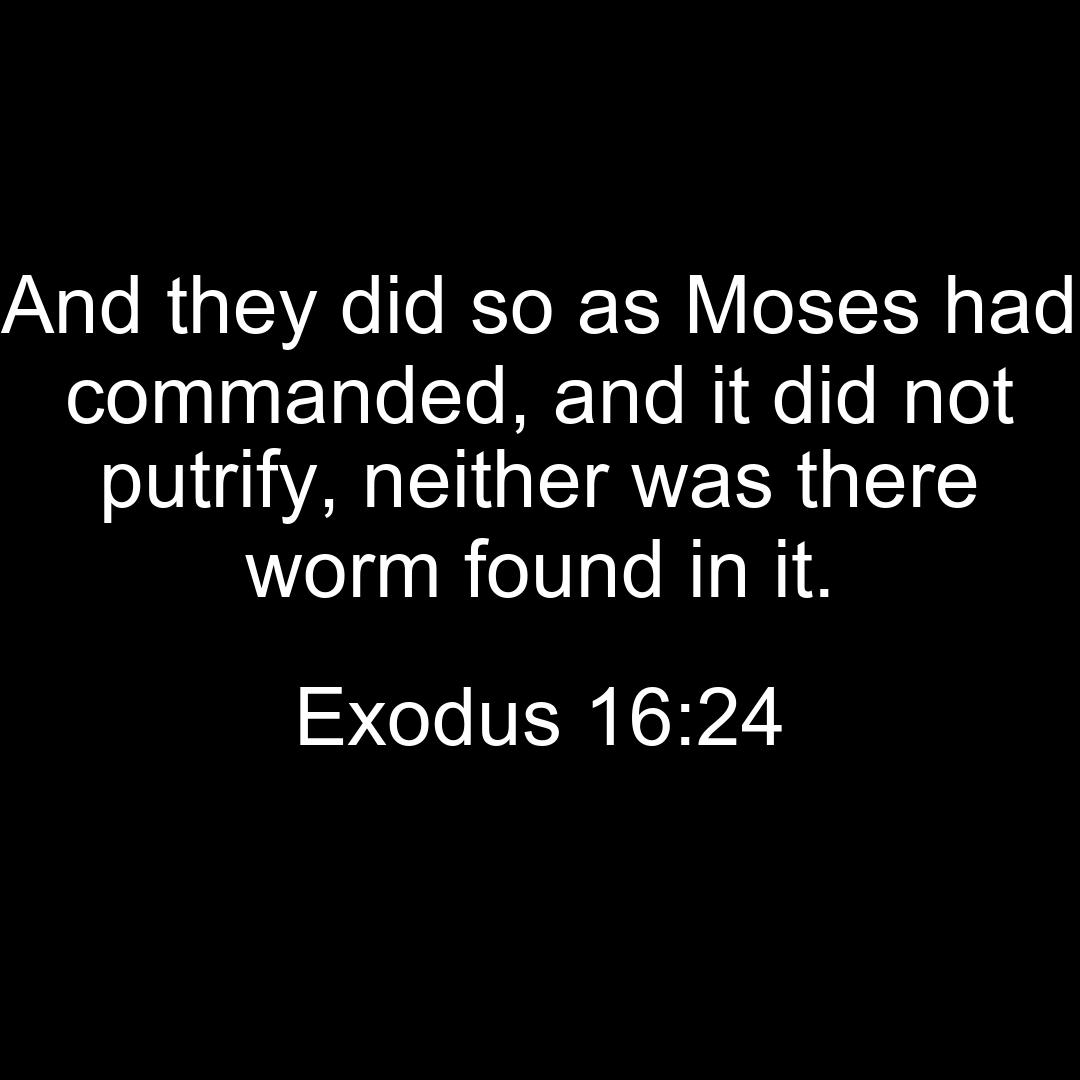 And they did so as Moses had
commanded, and it did not
putrify, neither was there
worm found in it.
Exodus 16:24